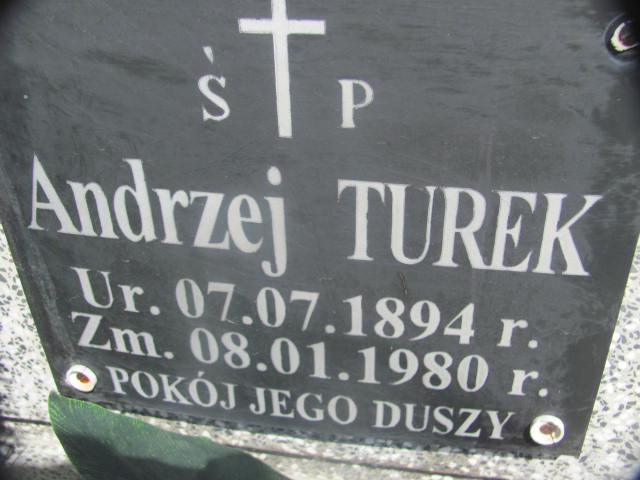 Ś P
Andrzej TUREK
Ur. 07.07.1894 r.
Zm. 08.01.1980 r.
POKÓJ JEGO DUSZY